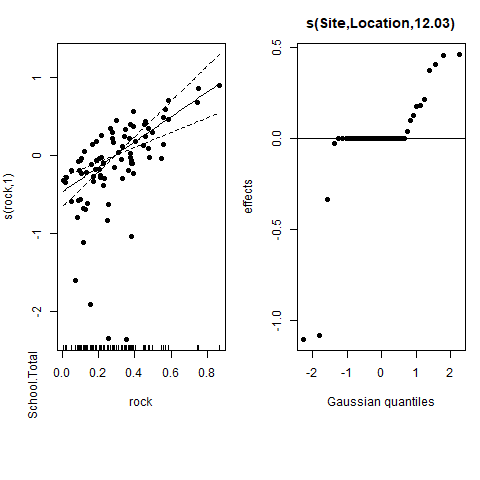 s(rock,1)
School.Total
1
0
-1
-2
0.0 0.2 0.4 0.6 0.8
rock
s(Site,Location,12.03)
effects
0.5
0.0
-0.5
-1.0
-2 -1 0 1 2
Gaussian quantiles